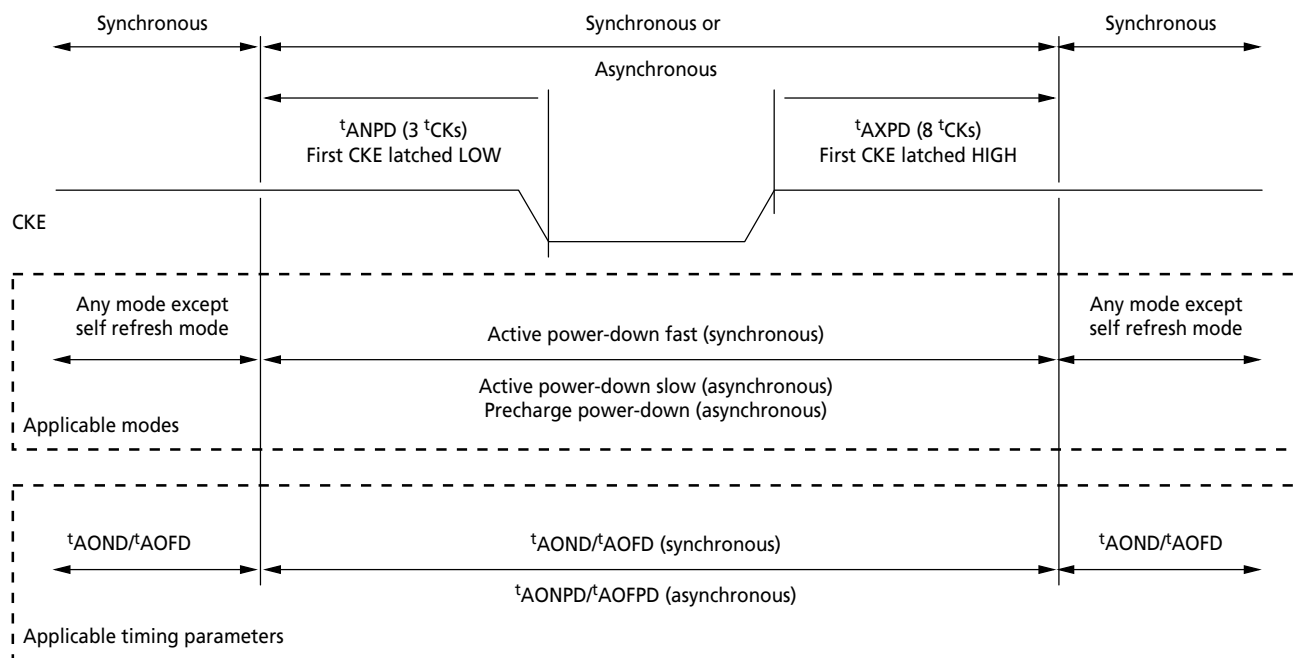 Synchronous
Synchronous or
Synchronous
Asynchronous
tANPD (3 tCKs)
First CKE latched LOW
tAXPD (8 tCKs)
First CKE latched HIGH
CKE
Any mode except
self refresh mode
Active power-down fast (synchronous)
Any mode except
self refresh mode
Active power-down slow (asynchronous)
Precharge power-down (asynchronous)
Applicable modes
tAOND/tAOFD
tAOND/tAOFD (synchronous)
tAOND/tAOFD
tAONPD/tAOFPD (asynchronous)
Applicable timing parameters